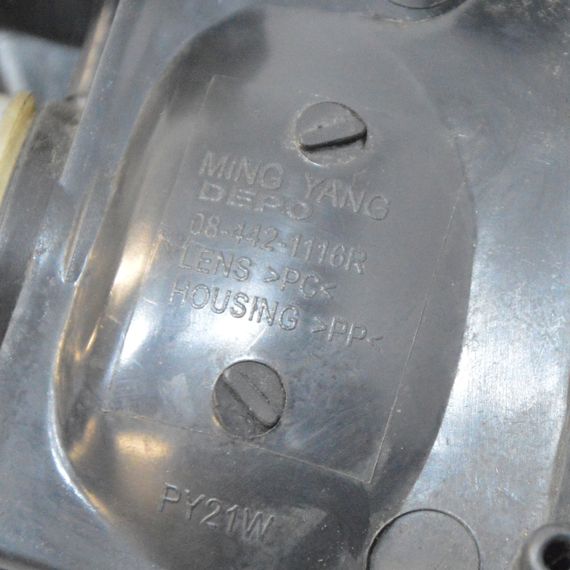 MING YANG
DEPO
08-442-1116R
LENS >PC<
HOUSING >PP<
PY21W